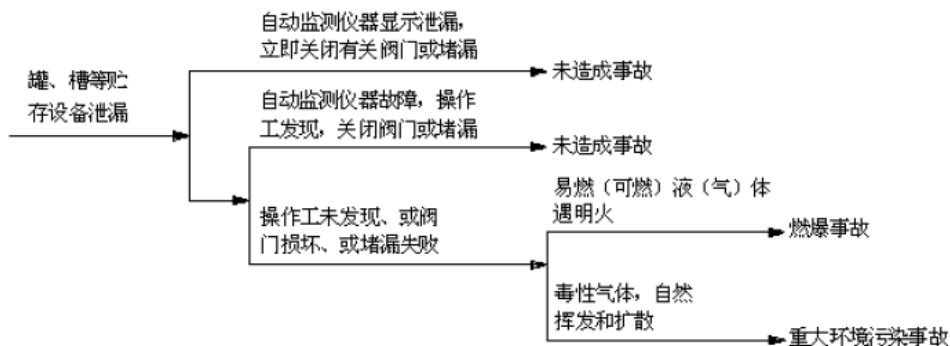 自动监测仪器显示泄漏，
立即关闭有关阀门或堵漏
未造成事故
罐、槽等贮
存设备泄漏
自动监测仪器故障，操作
工发现，关闭阀门或堵漏
未造成事故
易燃（可燃）液（气）体
遇明火
燃爆事故
操作工未发现、或阀
门损坏、或堵漏失败
毒性气体，自然
挥发和扩散
重大环境污染事故